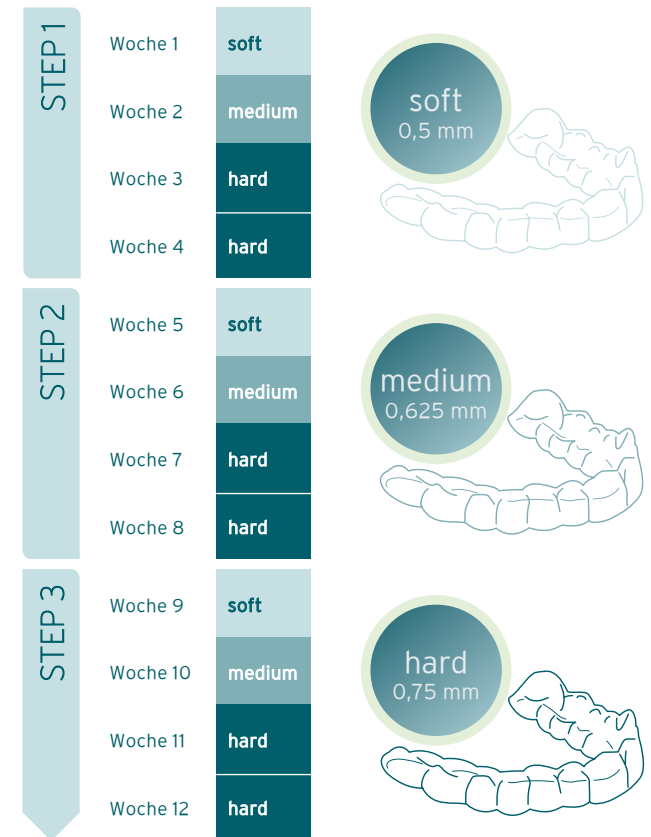 STEP 1
Woche 1 soft
Woche 2 medium
Woche 3 hard
Woche 4 hard
soft
0,5 mm
STEP 2
Woche 5 soft
Woche 6 medium
Woche 7 hard
Woche 8 hard
medium
0,625 mm
STEP 3
Woche 9 soft
Woche 10 medium
Woche 11 hard
Woche 12 hard
hard
0,75 mm